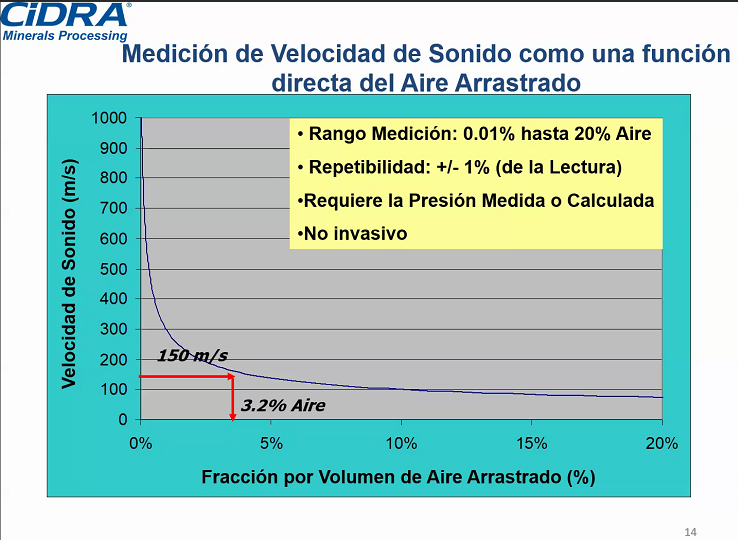 CiDRA®
Minerals Processing
Medición de Velocidad de Sonido como una función
directa del Aire Arrastrado
• Rango Medición: 0.01% hasta 20% Aire
• Repetibilidad: +/- 1% (de la Lectura)
•Requiere la Presión Medida o Calculada
•No invasivo
Velocidad de Sonido (m/s)
1000
900
800
700
600
500
400
300
200
100
0
150 m/s
3.2% Aire
0% 5% 10% 15% 20%
Fracción por Volumen de Aire Arrastrado (%)
14